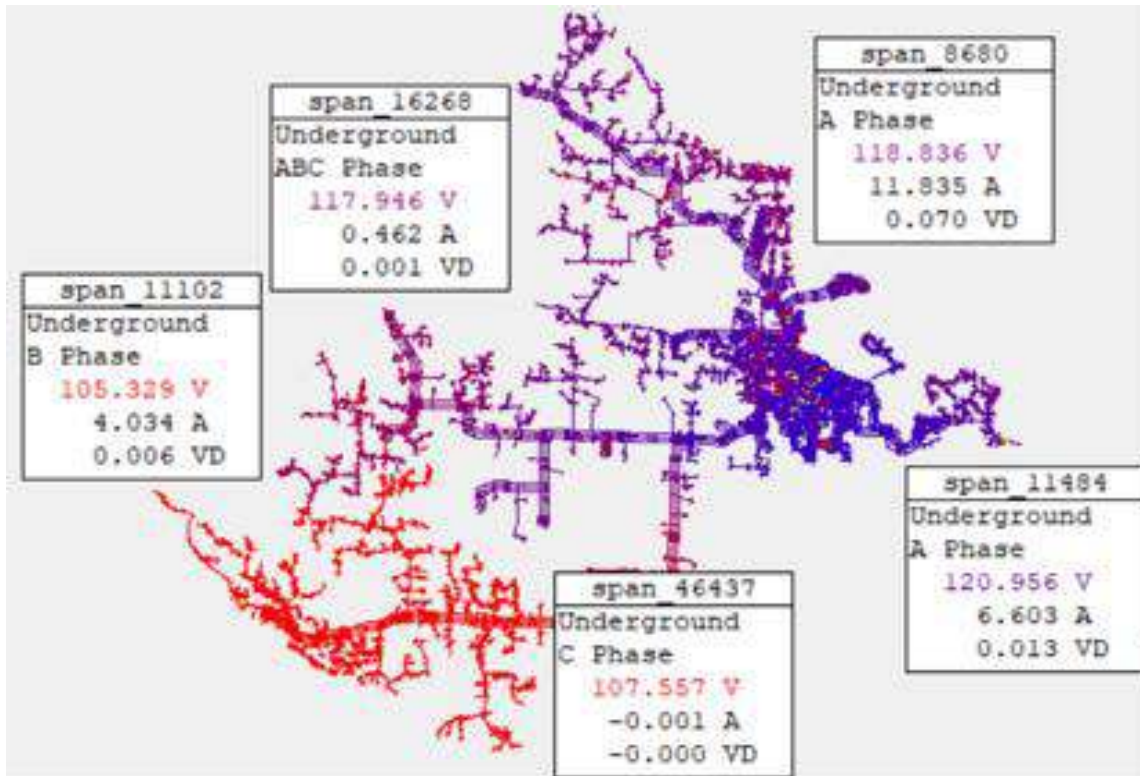 span_8680
Underground
A Phase
118.836 V
11.835 A
0.070 VD
span_16268
Underground
ABC Phase
117.946 V
0.462 A
0.001 VD
span_11102
Underground
B Phase
105.329 V
4.034 A
0.006 VD
span_11484
Underground
A Phase
120.956 V
6.603 A
0.013 VD
span_46437
Underground
C Phase
107.557 V
-0.001 A
-0.000 VD